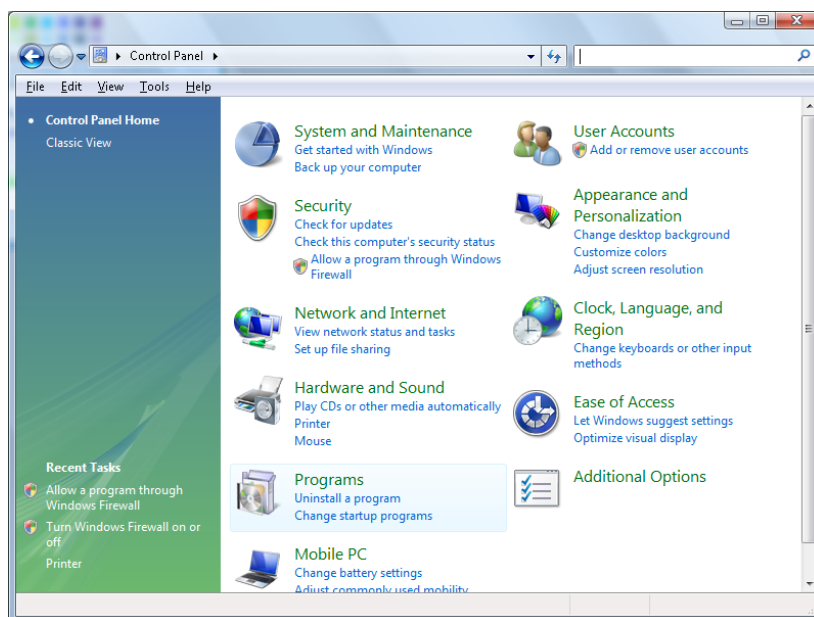 Control Panel
File Edit View Tools Help
Control Panel Home
Classic View
Recent Tasks
Allow a program through
Windows Firewall
Turn Windows Firewall on or
off
Printer
System and Maintenance
Get started with Windows
Back up your computer
Security
Check for updates
Check this computer's security status
Allow a program through Windows
Firewall
Network and Internet
View network status and tasks
Set up file sharing
Hardware and Sound
Play CDs or other media automatically
Printer
Mouse
Programs
Uninstall a program
Change startup programs
Mobile PC
Change battery settings
Adjust commonly used mobility
User Accounts
Add or remove user accounts
Appearance and
Personalization
Change desktop background
Customize colors
Adjust screen resolution
Clock, Language, and
Region
Change keyboards or other input
methods
Ease of Access
Let Windows suggest settings
Optimize visual display
Additional Options